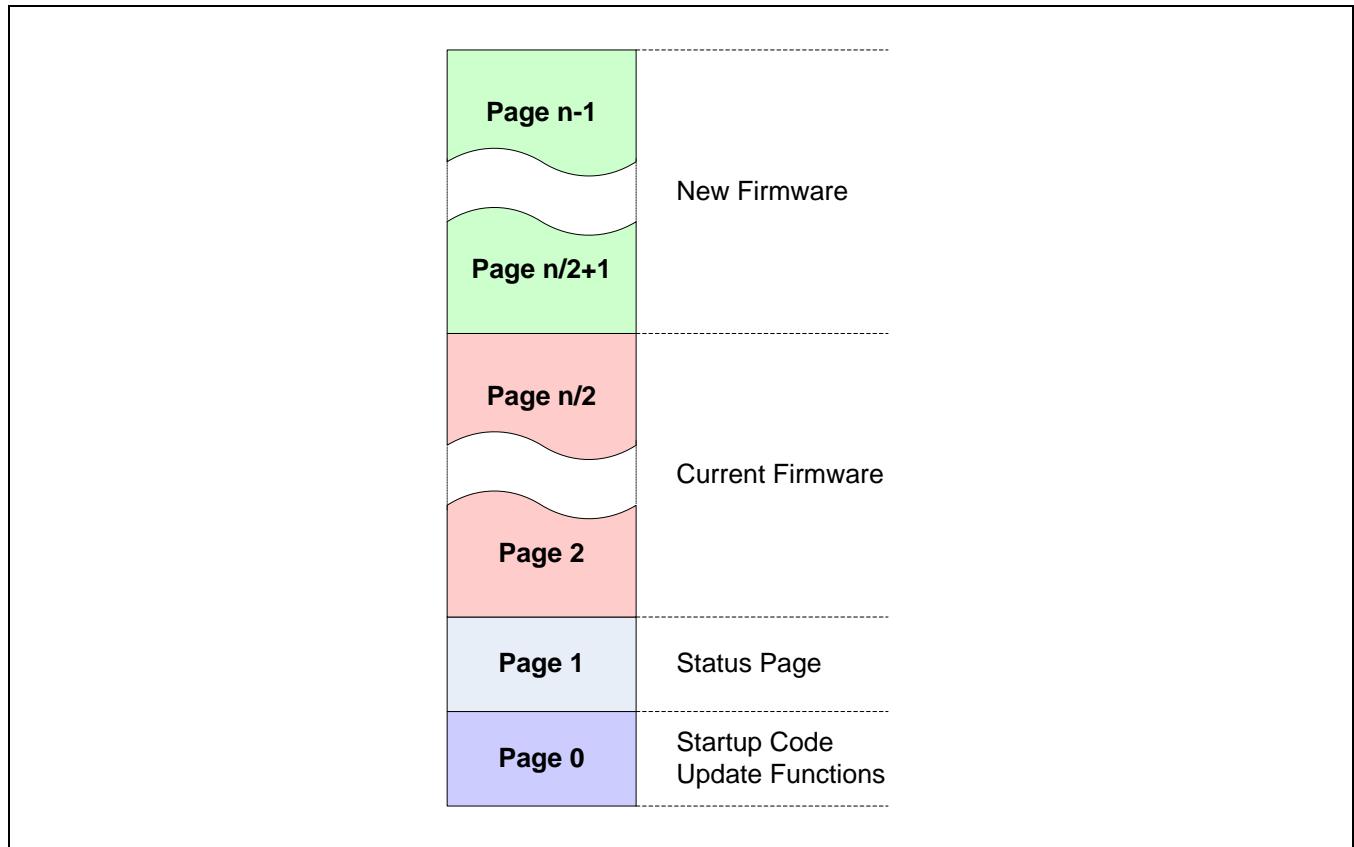 Page n-1
New Firmware
Page n/2+1
Page n/2
Current Firmware
Page 2
Page 1
Status Page
Page 0
Startup Code
Update Functions